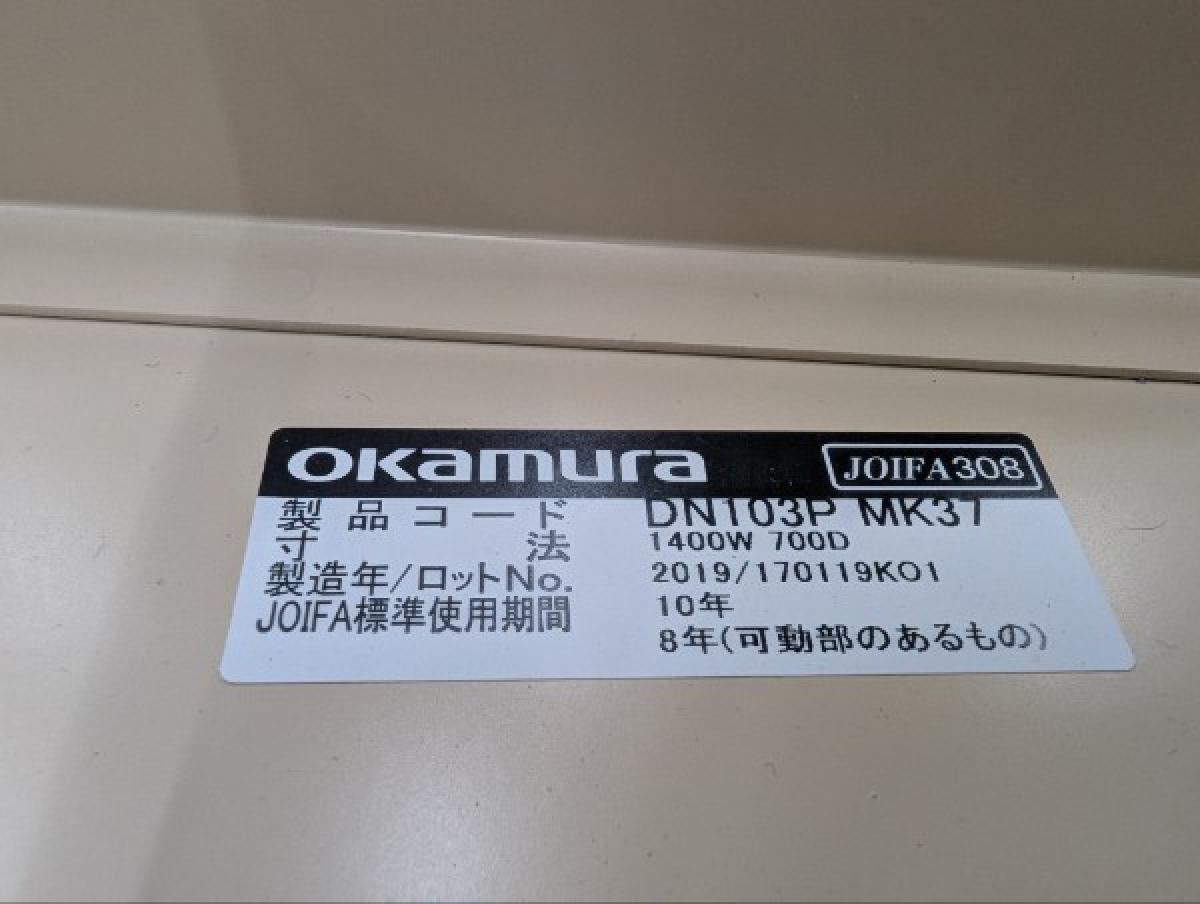 okamura JOIFA308
製品コード DN103P MK37
寸法 1400W 700D
製造年/ロットNo. 2019/170119K01
JOIFA標準使用期間 10年
8年(可動部のあるもの)